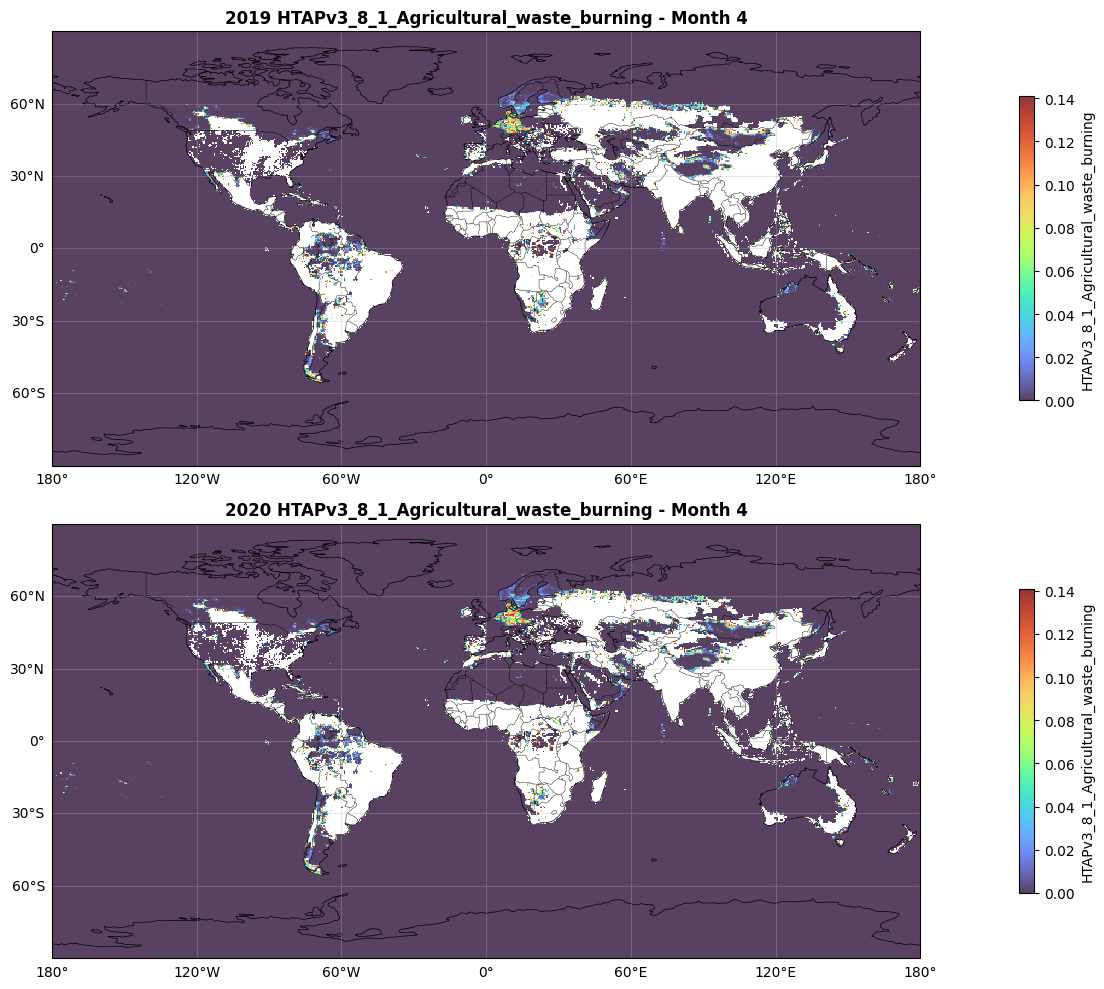 2019 HTAPv3_8_1_Agricultural_waste_burning - Month 4
60°N
30°N
0°
30°S
60°S
180° 120°W 60°W 0° 60°E 120°E 180°
0.14
0.12
0.10
0.08
0.06
0.04
0.02
0.00
HTAPv3_8_1_Agricultural_waste_burning
2020 HTAPv3_8_1_Agricultural_waste_burning - Month 4
60°N
30°N
0°
30°S
60°S
180° 120°W 60°W 0° 60°E 120°E 180°
0.14
0.12
0.10
0.08
0.06
0.04
0.02
0.00
HTAPv3_8_1_Agricultural_waste_burning